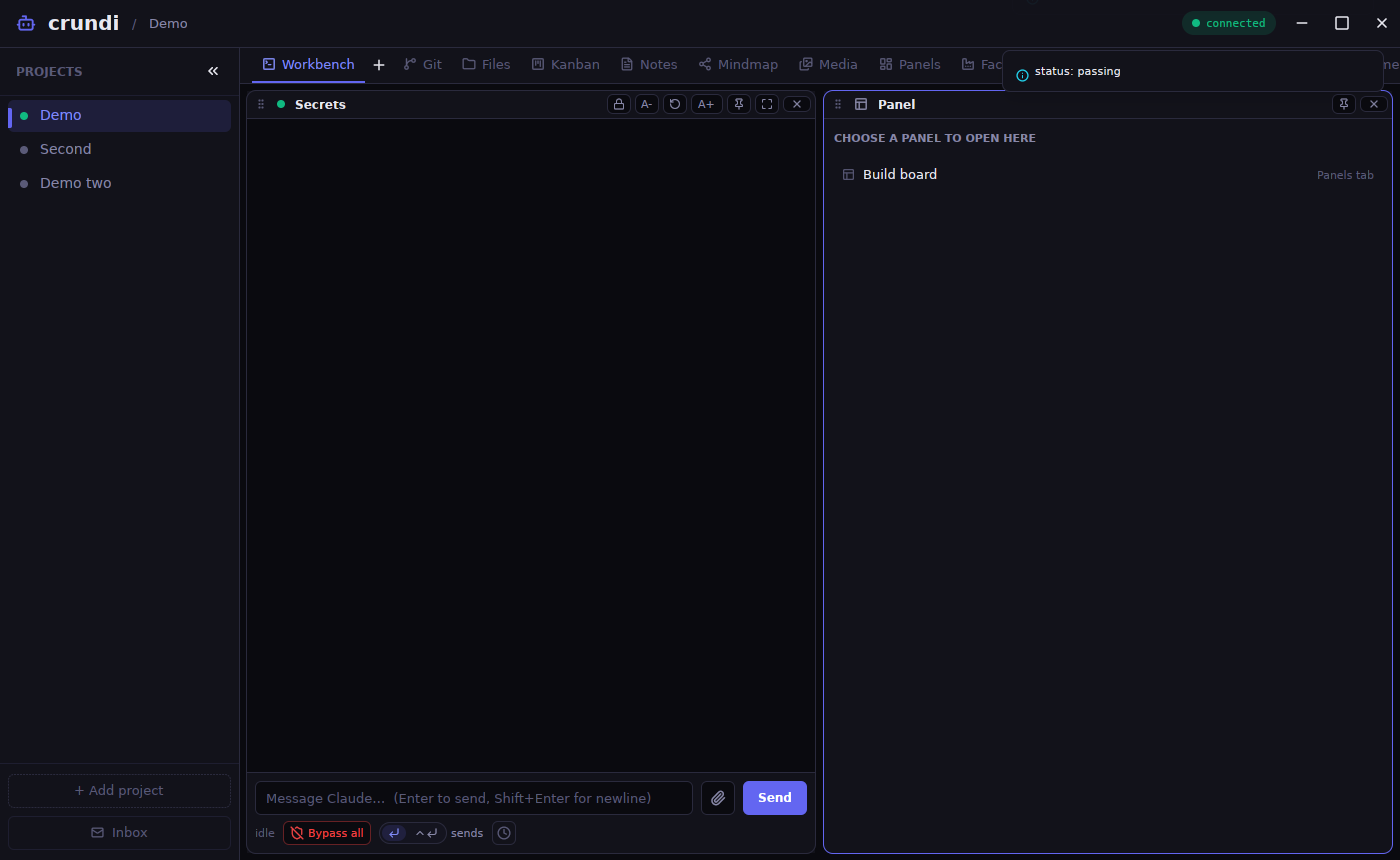 crundi / Demo
connected
PROJECTS
Workbench
Git
Files
Kanban
Notes
Mindmap
Media
Panels
status: passing
Demo
Second
Demo two
Secrets
A-
A+
Panel
CHOOSE A PANEL TO OPEN HERE
Build board
Panels tab
Message Claude... (Enter to send, Shift+Enter for newline)
Send
idle
Bypass all
sends
+ Add project
Inbox